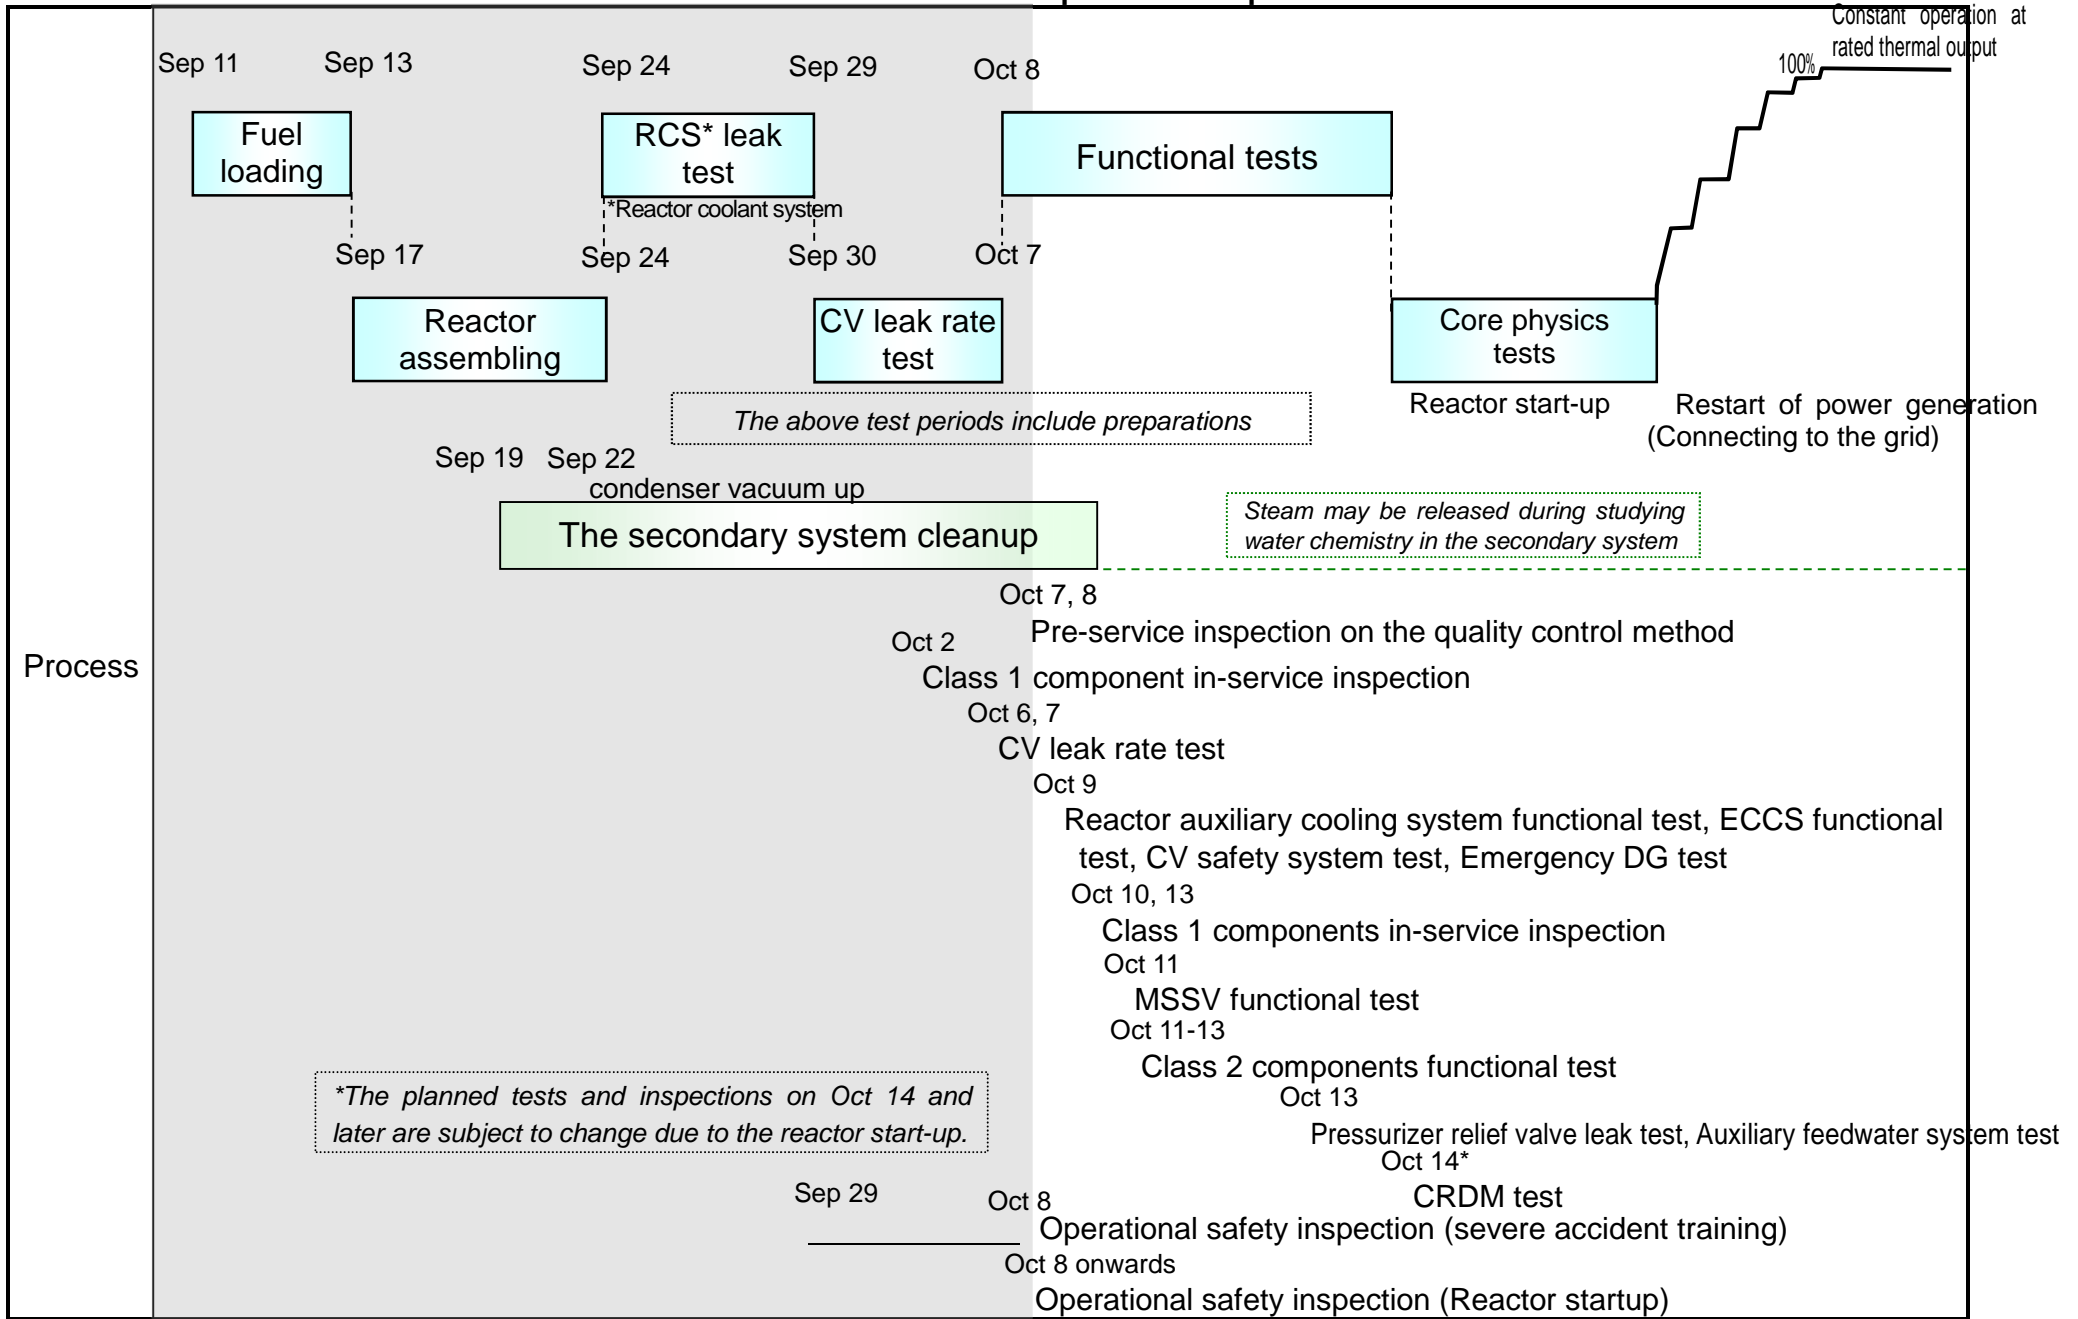 Constant operation at
rated thermal output
100%
Sep 11
Sep 13
Sep 24
Sep 29
Oct 8
Fuel
loading
RCS* leak
test
Functional tests
*Reactor coolant system
Sep 17
Sep 24
Sep 30
Oct 7
Reactor
assembling
CV leak rate
test
Core physics
tests
Reactor start-up
Restart of power generation
(Connecting to the grid)
The above test periods include preparations
Sep 19
Sep 22
condenser vacuum up
The secondary system cleanup
Steam may be released during studying
water chemistry in the secondary system
Process
Oct 7, 8
Pre-service inspection on the quality control method
Oct 2
Class 1 component in-service inspection
Oct 6, 7
CV leak rate test
Oct 9
Reactor auxiliary cooling system functional test, ECCS functional
test, CV safety system test, Emergency DG test
Oct 10, 13
Class 1 components in-service inspection
Oct 11
MSSV functional test
Oct 11-13
Class 2 components functional test
Oct 13
Pressurizer relief valve leak test, Auxiliary feedwater system test
Oct 14*
CRDM test
*The planned tests and inspections on Oct 14 and
later are subject to change due to the reactor start-up.
Sep 29
Oct 8
Operational safety inspection (severe accident training)
Oct 8 onwards
Operational safety inspection (Reactor startup)